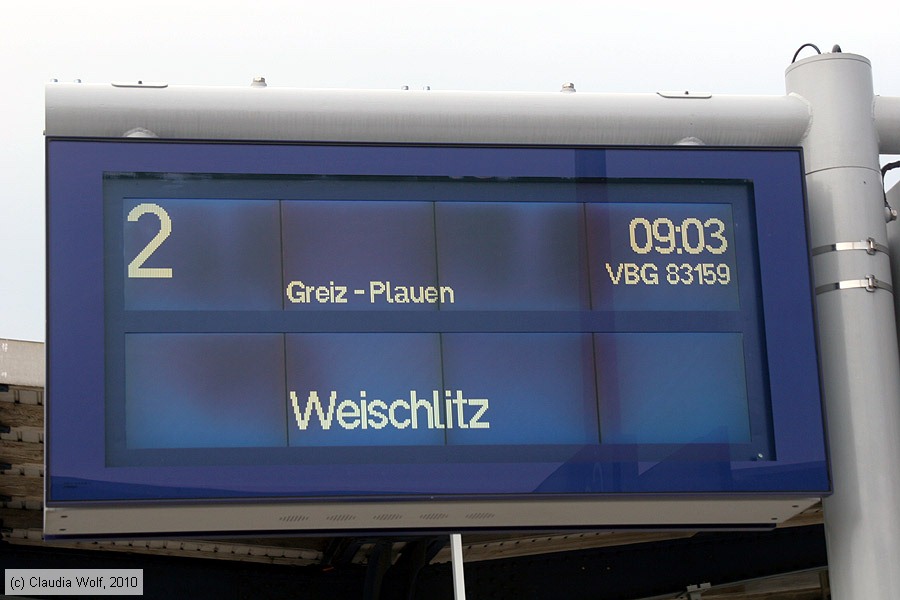 2
09:03
VBG 83159
Greiz - Plauen
Weischlitz
(c) Claudia Wolf, 2010